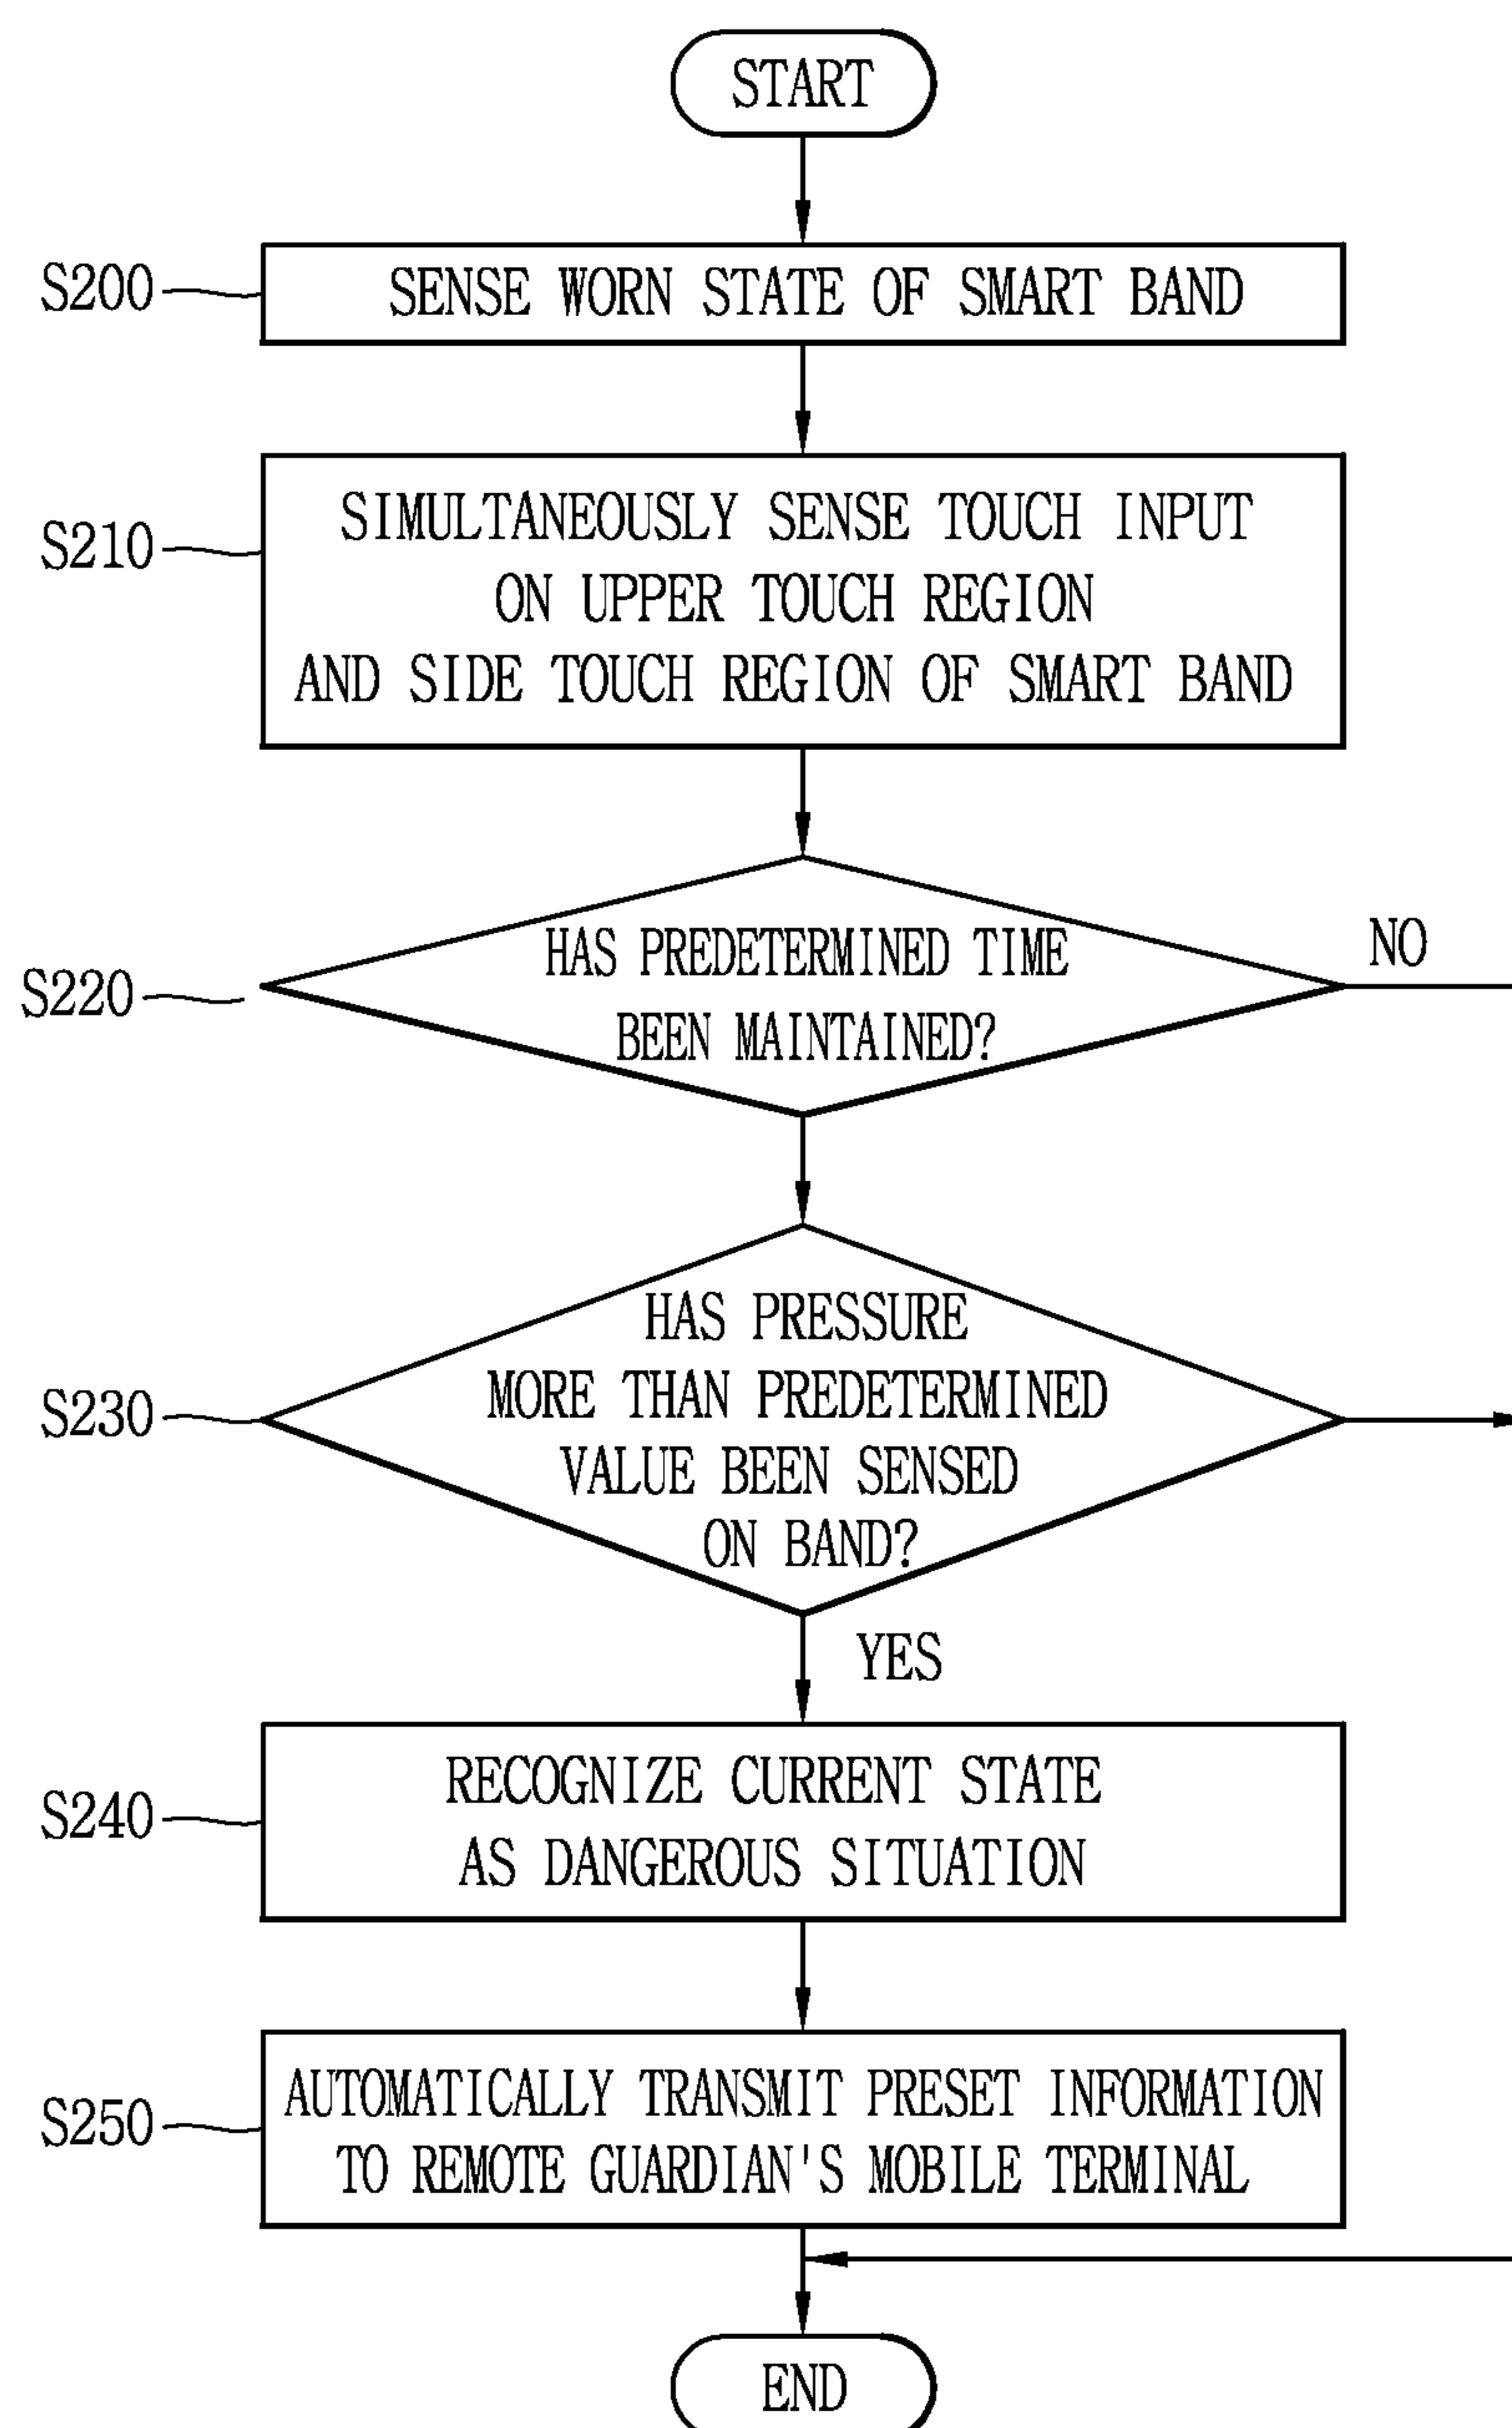 START
S200
SENSE WORN STATE OF SMART BAND
S210
SIMULTANEOUSLY SENSE TOUCH INPUT
ON UPPER TOUCH REGION
AND SIDE TOUCH REGION OF SMART BAND
S220
HAS PREDETERMINED TIME
BEEN MAINTAINED?
NO
S230
HAS PRESSURE
MORE THAN PREDETERMINED
VALUE BEEN SENSED
ON BAND?
YES
S240
RECOGNIZE CURRENT STATE
AS DANGEROUS SITUATION
S250
AUTOMATICALLY TRANSMIT PRESET INFORMATION
TO REMOTE GUARDIAN'S MOBILE TERMINAL
END